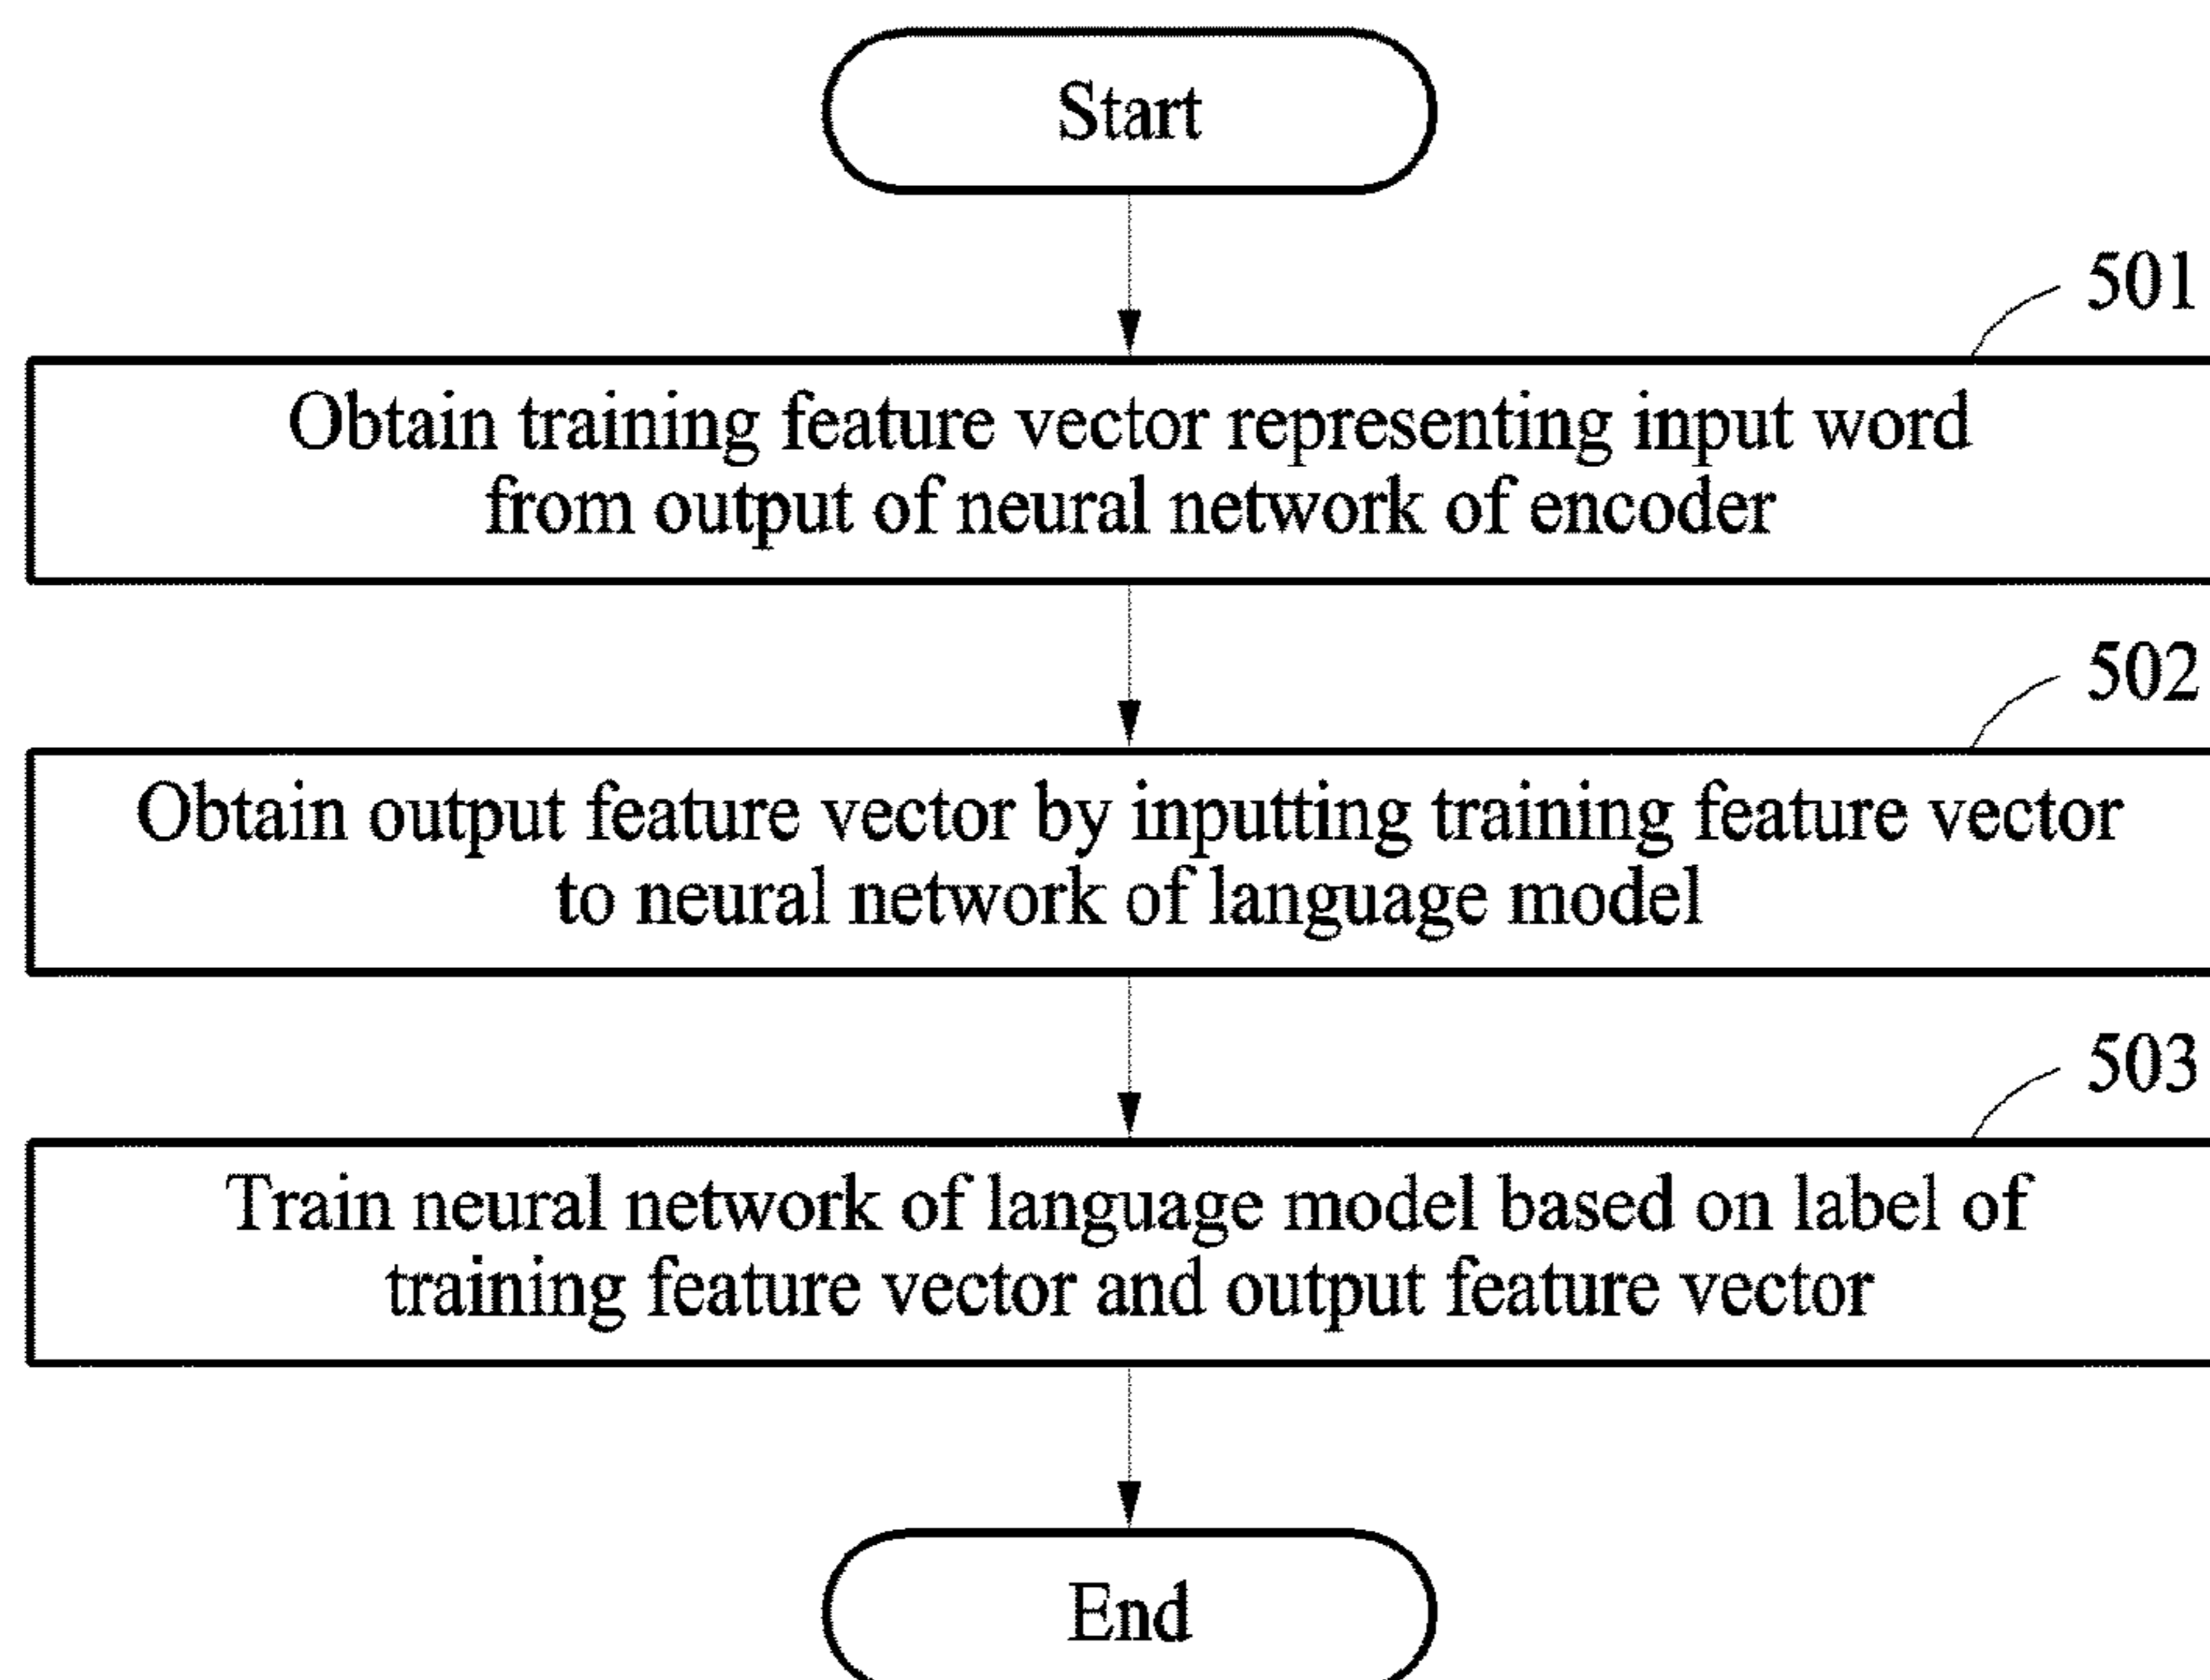 Start
501
Obtain training feature vector representing input word
from output of neural network of encoder
502
Obtain output feature vector by inputting training feature vector
to neural network of language model
503
Train neural network of language model based on label of
training feature vector and output feature vector
End